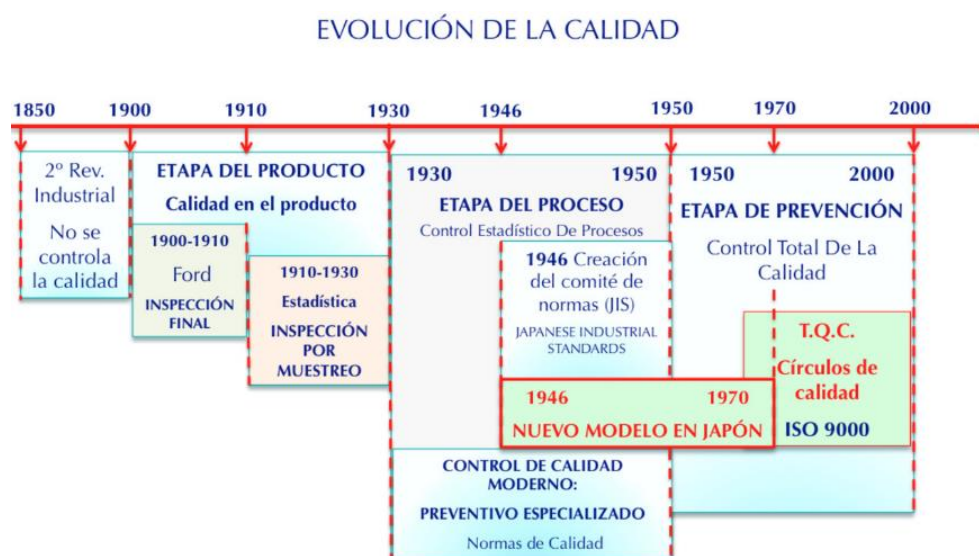 EVOLUCIÓN DE LA CALIDAD
1850 1900 1910 1930 1946 1950 1970 2000
2º Rev.
Industrial
No se
controla
la calidad
ETAPA DEL PRODUCTO
Calidad en el producto
1900-1910
Ford
INSPECCIÓN
FINAL
1910-1930
Estadística
INSPECCIÓN
POR
MUESTREO
1930 1950
ETAPA DEL PROCESO
Control Estadístico De Procesos
1946 Creación
del comité de
normas (JIS)
JAPANESE INDUSTRIAL
STANDARDS
1946 1970
NUEVO MODELO EN JAPÓN
CONTROL DE CALIDAD
MODERNO:
PREVENTIVO ESPECIALIZADO
Normas de Calidad
1950 2000
ETAPA DE PREVENCIÓN
Control Total De La
Calidad
T.Q.C.
Círculos de
calidad
ISO 9000